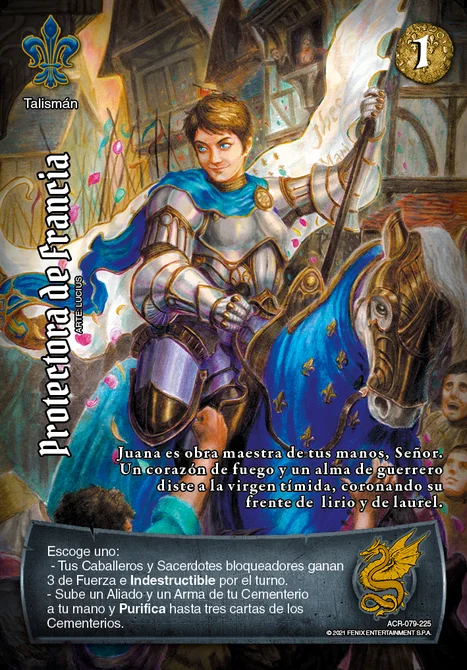 1
Talismán
Protectora de Francia
ARTE: LUCIUS
Juana es obra maestra de tus manos, Señor.
Un corazón de fuego y un alma de guerrero
diste a la virgen tímida, coronando su
frente de lirio y de laurel.
Escoge uno:
- Tus Caballeros y Sacerdotes bloqueadores ganan
3 de Fuerza e Indestructible por el turno.
- Sube un Aliado y un Arma de tu Cementerio
a tu mano y Purifica hasta tres cartas de los
Cementerios.
ACR-079-225
© 2021 FENIX ENTERTAINMENT S.P.A.